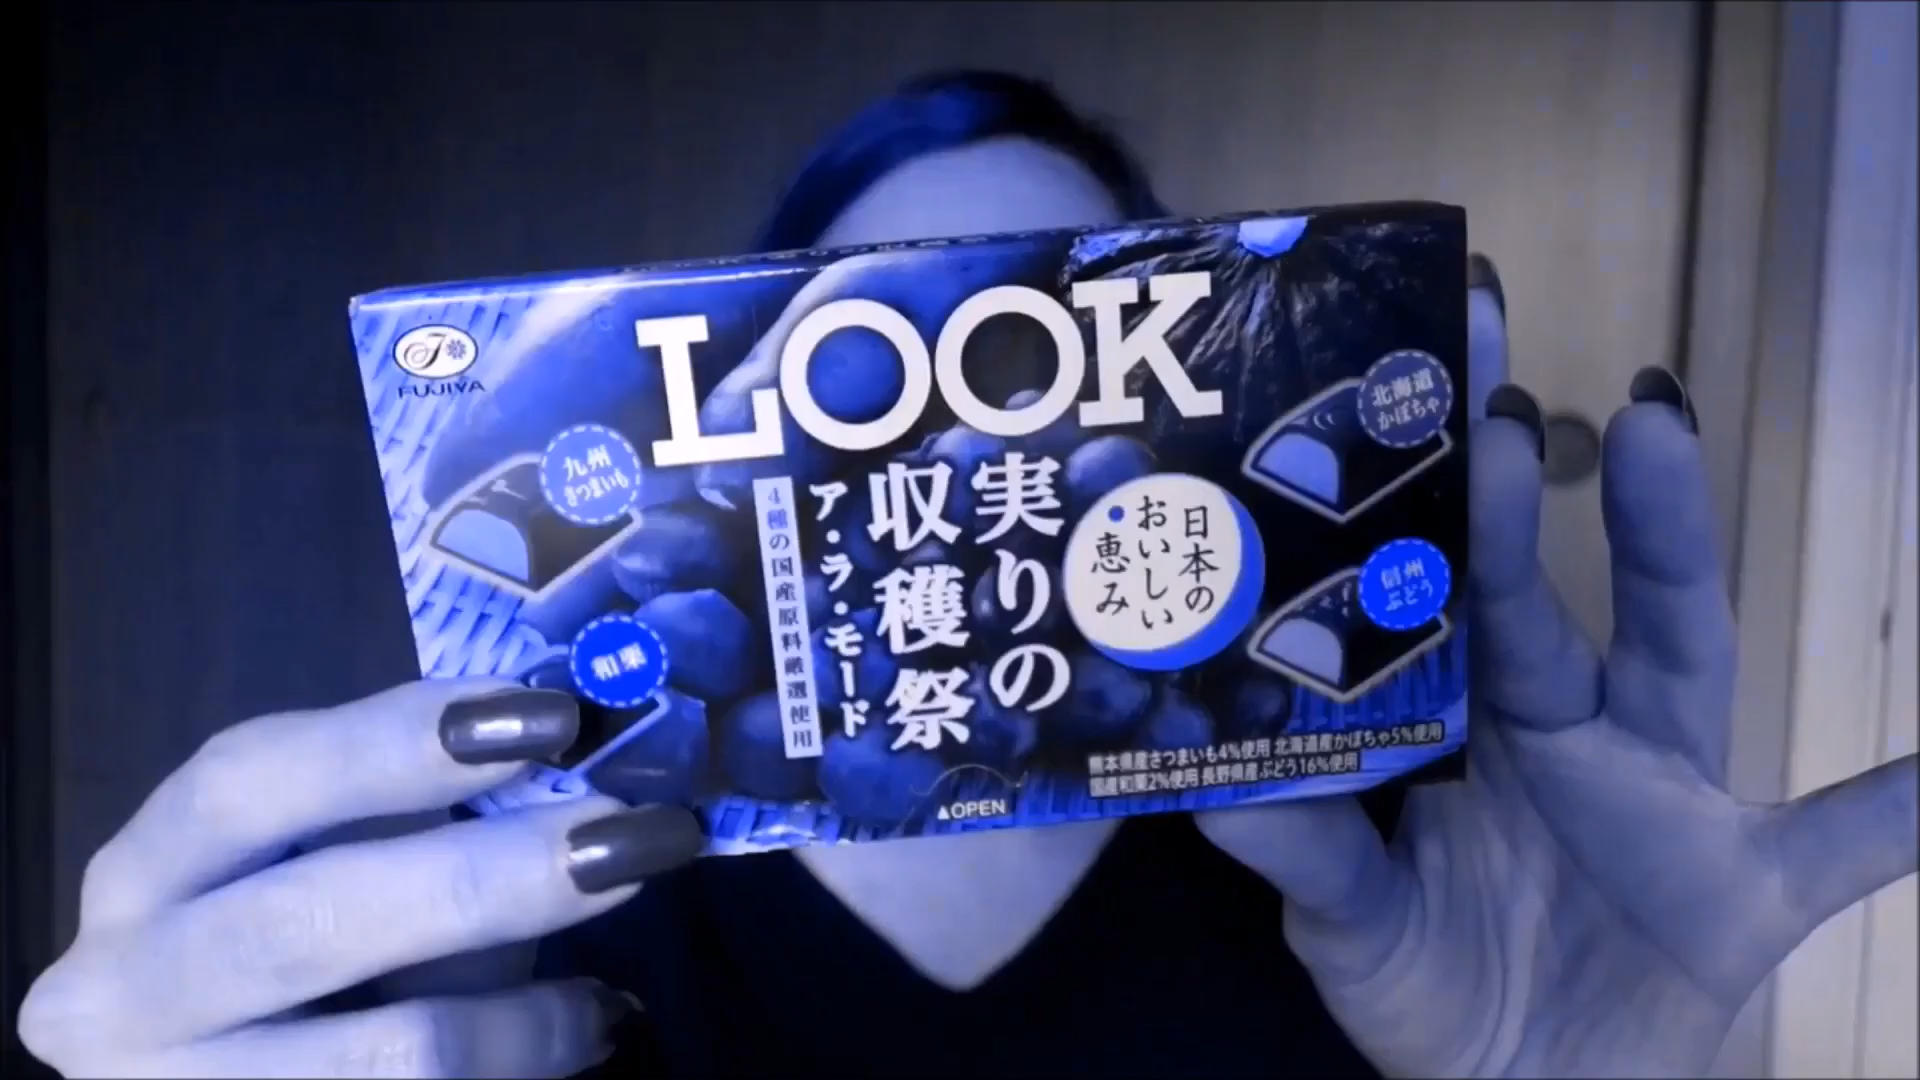 LOOK
FUJIYA
北海道
かぼちゃ
九州
さつまいも
実りの
収穫祭
ア・ラ・モード
4種の国産原料厳選使用
日本の
おいしい
恵み
信州
ぶどう
和栗
熊本県産さつまいも4%使用 北海道産かぼちゃ5%使用
国産和栗2%使用 長野県産ぶどう16%使用
▲OPEN